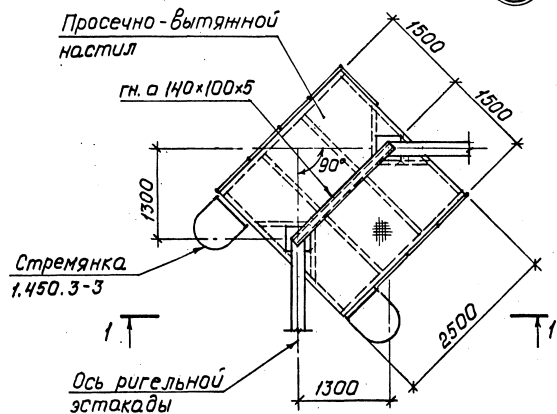 Просечно-вытяжной
настил
гн. □ 140×100×5
1500
1500
90°
1300
Стремянка
1.450.3-3
1
1
2500
Ось ригельной
эстакады
1300